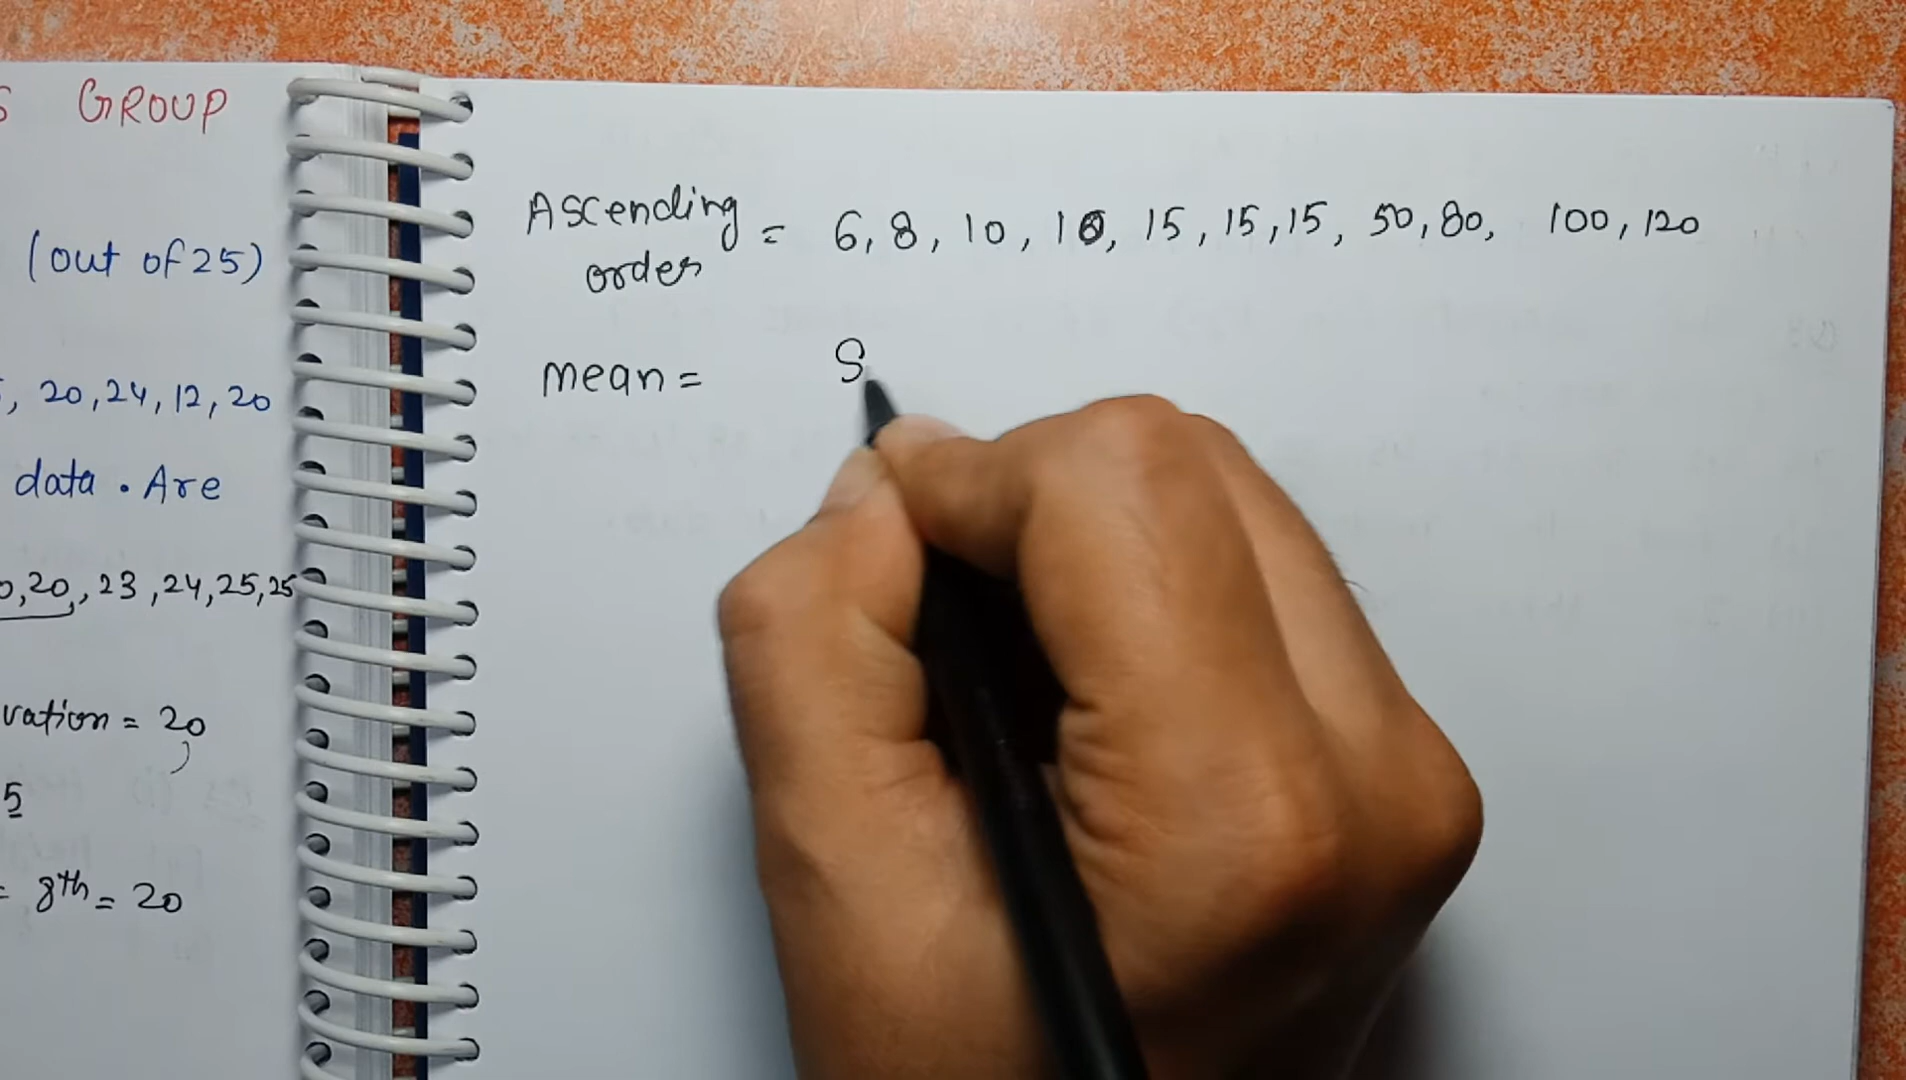 GROUP
(out of 25)
, 20, 24, 12, 20
data . Are
, 20, , 23 , 24, 25, 25
vation = 20
5
= 8th = 20
Ascending order = 6, 8, 10, 10, 15, 15, 15, 50, 80, 100, 120
mean = S